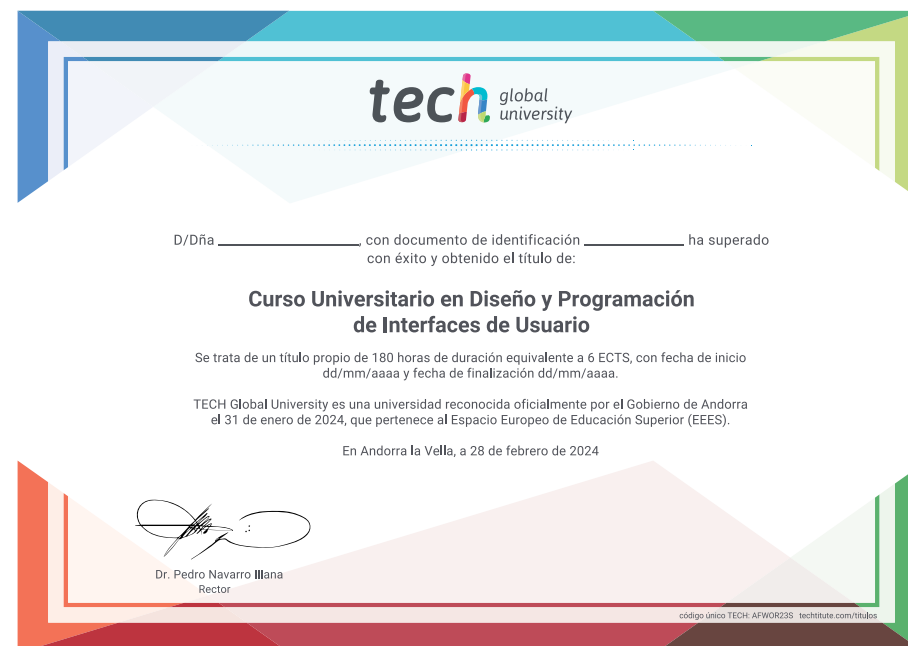 tech global university
D/Dña ____________________, con documento de identificación ______________ ha superado
con éxito y obtenido el título de:
Curso Universitario en Diseño y Programación
de Interfaces de Usuario
Se trata de un título propio de 180 horas de duración equivalente a 6 ECTS, con fecha de inicio
dd/mm/aaaa y fecha de finalización dd/mm/aaaa.
TECH Global University es una universidad reconocida oficialmente por el Gobierno de Andorra
el 31 de enero de 2024, que pertenece al Espacio Europeo de Educación Superior (EEES).
En Andorra la Vella, a 28 de febrero de 2024
Dr. Pedro Navarro Illana
Rector
código único TECH: AFWOR23S techtitute.com/titulos